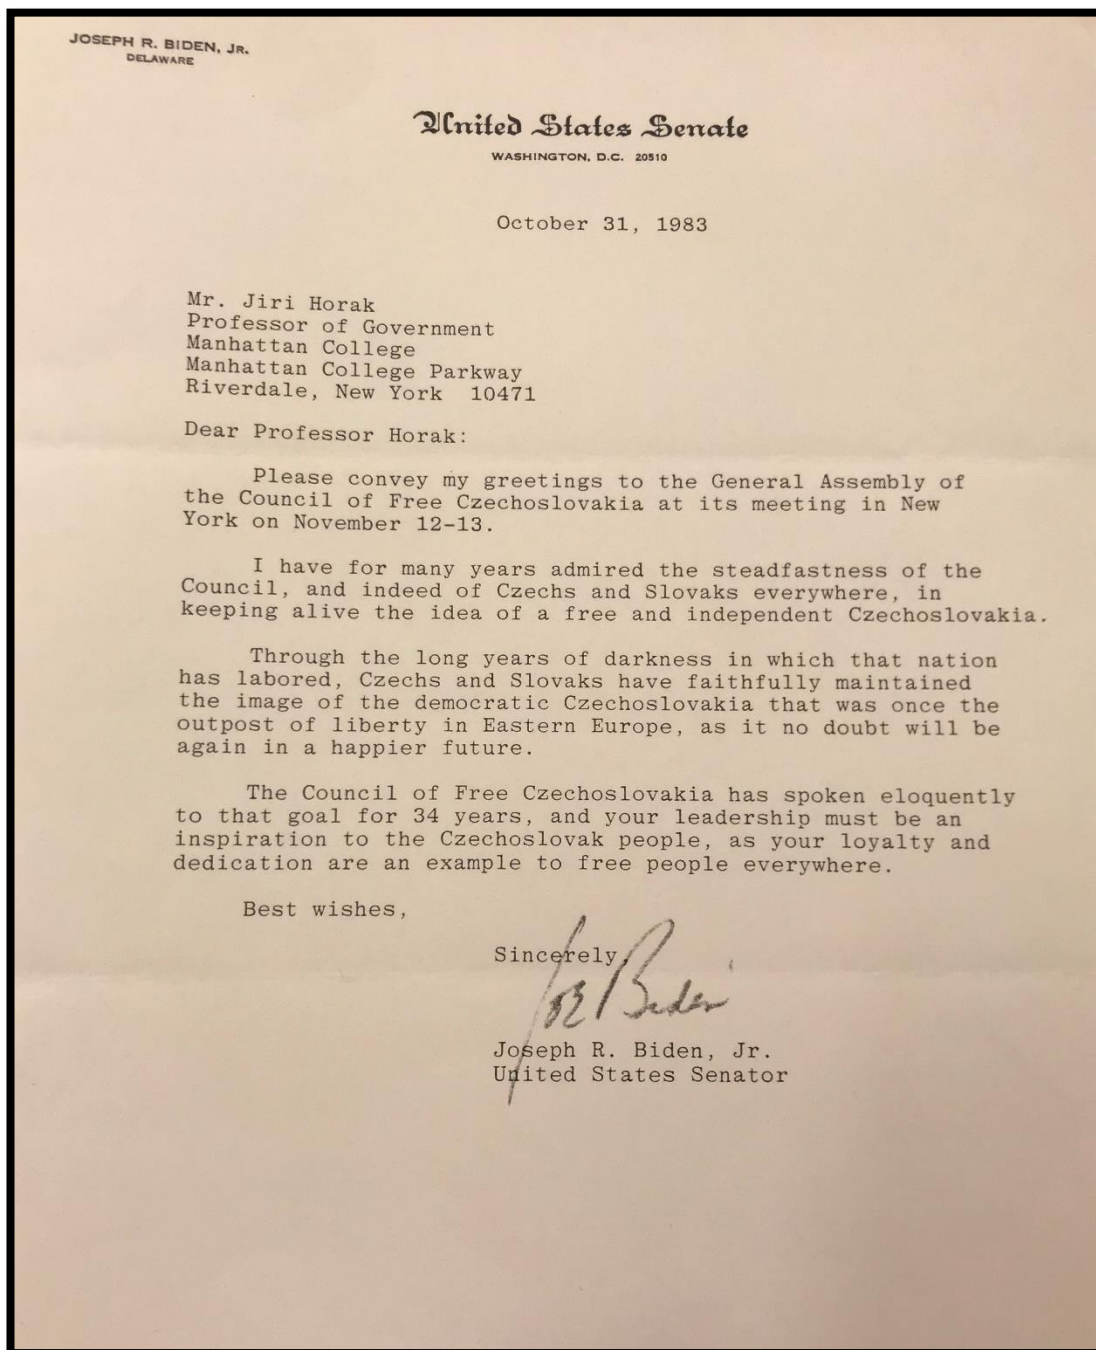 JOSEPH R. BIDEN, JR.
DELAWARE
United States Senate
WASHINGTON, D.C. 20510
October 31, 1983
Mr. Jiri Horak
Professor of Government
Manhattan College
Manhattan College Parkway
Riverdale, New York 10471
Dear Professor Horak:
Please convey my greetings to the General Assembly of
the Council of Free Czechoslovakia at its meeting in New
York on November 12-13.
I have for many years admired the steadfastness of the
Council, and indeed of Czechs and Slovaks everywhere, in
keeping alive the idea of a free and independent Czechoslovakia.
Through the long years of darkness in which that nation
has labored, Czechs and Slovaks have faithfully maintained
the image of the democratic Czechoslovakia that was once the
outpost of liberty in Eastern Europe, as it no doubt will be
again in a happier future.
The Council of Free Czechoslovakia has spoken eloquently
to that goal for 34 years, and your leadership must be an
inspiration to the Czechoslovak people, as your loyalty and
dedication are an example to free people everywhere.
Best wishes,
Sincerely,
Joe Biden
Joseph R. Biden, Jr.
United States Senator